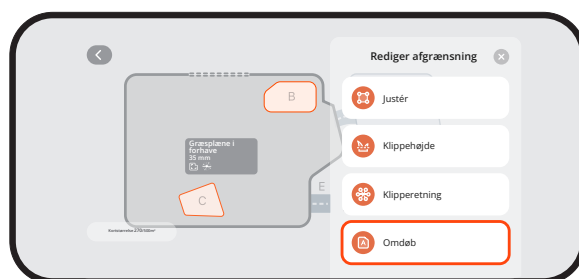 Rediger afgrænsning
B
Justér
Græsplæne i
forhave
35 mm
Klippehøjde
E
Klipperetning
C
Omdøb